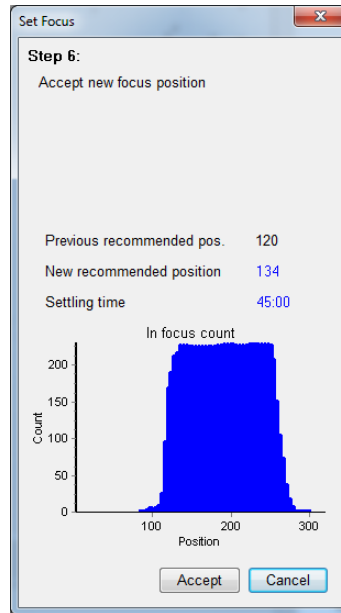 Set Focus
Step 6:
Accept new focus position
Previous recommended pos. 120
New recommended position 134
Settling time 45:00
In focus count
200
150
100
50
0
Count
100 200 300
Position
Accept Cancel